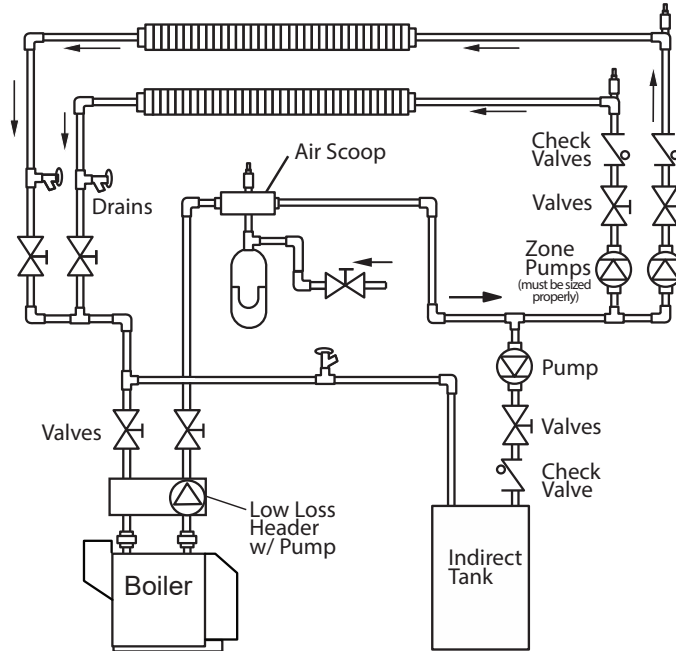 Check
Valves
Air Scoop
Drains
Valves
Zone
Pumps
(must be sized
properly)
Pump
Valves
Valves
Check
Valve
Low Loss
Header
w/ Pump
Boiler
Indirect
Tank